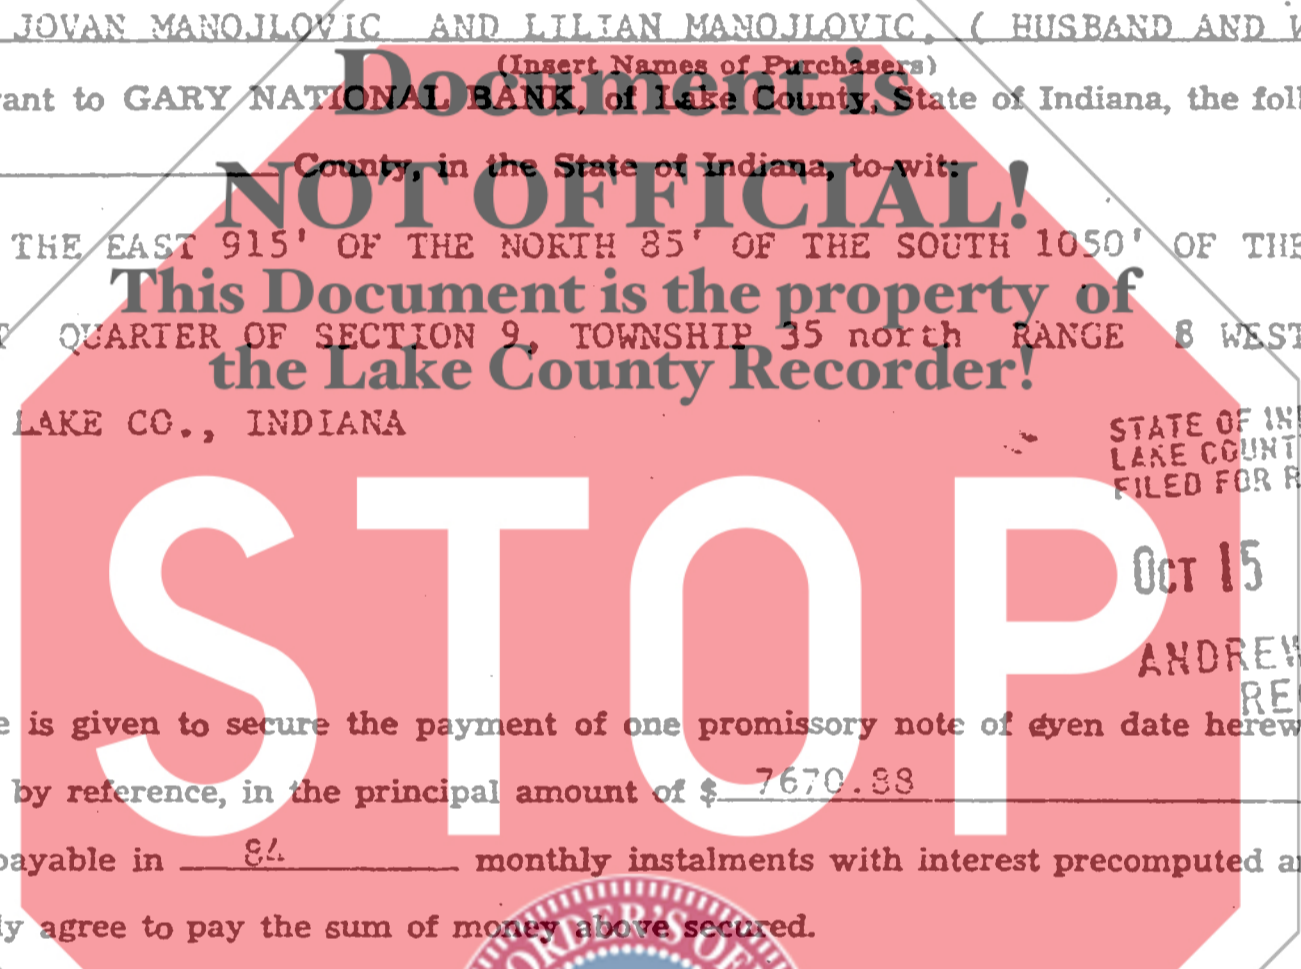 JOVAN MANOJLOVIC AND LILIAN MANOJLOVIC, ( HUSBAND AND
(Insert Names of Purchasers)
Document is
ant to GARY NATIONAL BANK, of Lake County, State of Indiana, the foll
County, in the State of Indiana, to-wit:
NOT OFFICIAL!
THE EAST 915' OF THE NORTH 85' OF THE SOUTH 1050' OF THE
This Document is the property of
QUARTER OF SECTION 9, TOWNSHIP 35 north RANGE 8 WEST
the Lake County Recorder!
LAKE CO., INDIANA
STATE OF IN
LAKE COUNT
FILED FOR R
STOP
OCT 15
ANDREW
REC
e is given to secure the payment of one promissory note of even date herew
by reference, in the principal amount of $ 7670.88
payable in 84 monthly instalments with interest precomputed a
ly agree to pay the sum of money above secured.
ORDER'S OF